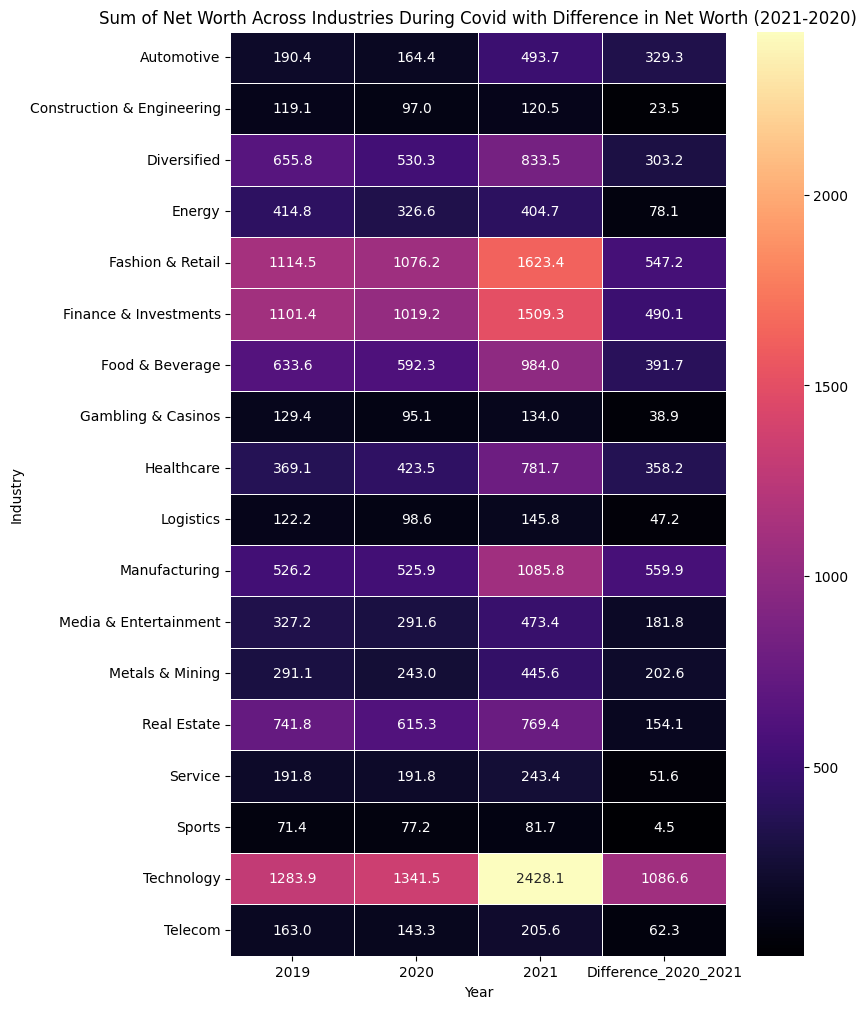 Sum of Net Worth Across Industries During Covid with Difference in Net Worth (2021-2020)
Automotive 190.4 164.4 493.7 329.3
Construction & Engineering 119.1 97.0 120.5 23.5
Diversified 655.8 530.3 833.5 303.2
Energy 414.8 326.6 404.7 78.1
Fashion & Retail 1114.5 1076.2 1623.4 547.2
Finance & Investments 1101.4 1019.2 1509.3 490.1
Food & Beverage 633.6 592.3 984.0 391.7
Gambling & Casinos 129.4 95.1 134.0 38.9
Healthcare 369.1 423.5 781.7 358.2
Logistics 122.2 98.6 145.8 47.2
Manufacturing 526.2 525.9 1085.8 559.9
Media & Entertainment 327.2 291.6 473.4 181.8
Metals & Mining 291.1 243.0 445.6 202.6
Real Estate 741.8 615.3 769.4 154.1
Service 191.8 191.8 243.4 51.6
Sports 71.4 77.2 81.7 4.5
Technology 1283.9 1341.5 2428.1 1086.6
Telecom 163.0 143.3 205.6 62.3
2019 2020 2021 Difference_2020_2021
Year
Industry
2000
1500
1000
500